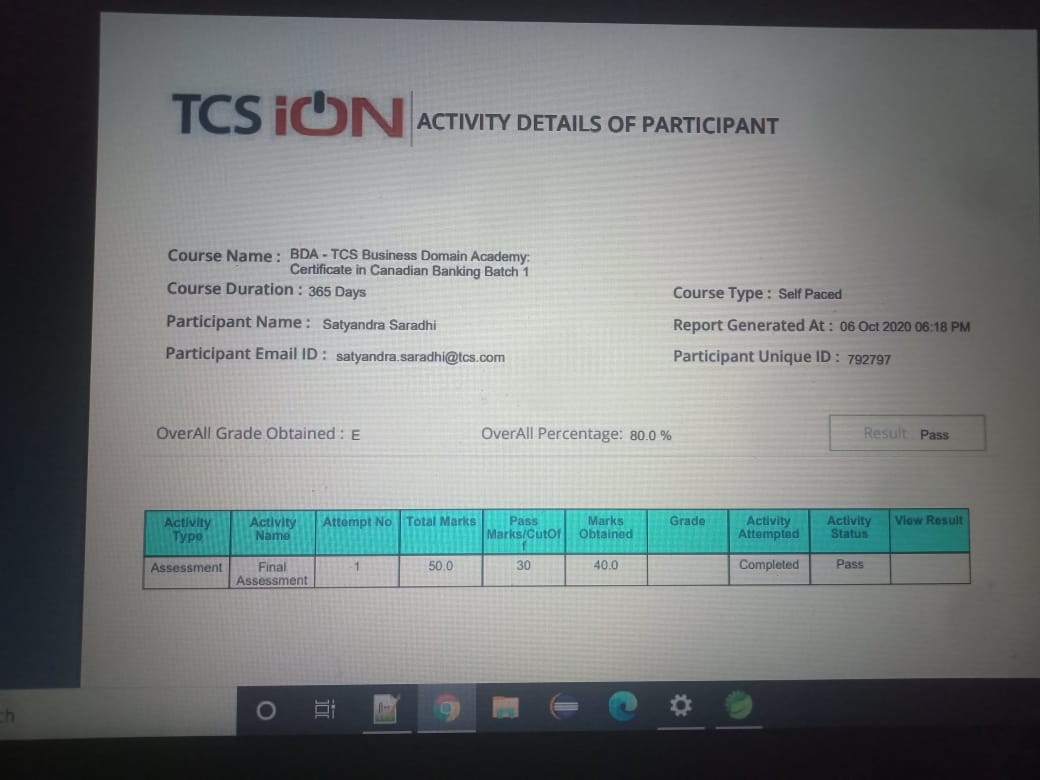 TCS iON ACTIVITY DETAILS OF PARTICIPANT
Course Name : BDA - TCS Business Domain Academy:
Certificate in Canadian Banking Batch 1
Course Duration : 365 Days
Course Type : Self Paced
Participant Name : Satyandra Saradhi
Report Generated At : 06 Oct 2020 06:18 PM
Participant Email ID : satyandra.saradhi@tcs.com
Participant Unique ID : 792797
OverAll Grade Obtained : E
OverAll Percentage: 80.0 %
Result Pass
Activity Type
Activity Name
Attempt No
Total Marks
Pass Marks/CutOf f
Marks Obtained
Grade
Activity Attempted
Activity Status
View Result
Assessment
Final Assessment
1
50.0
30
40.0
Completed
Pass
ch